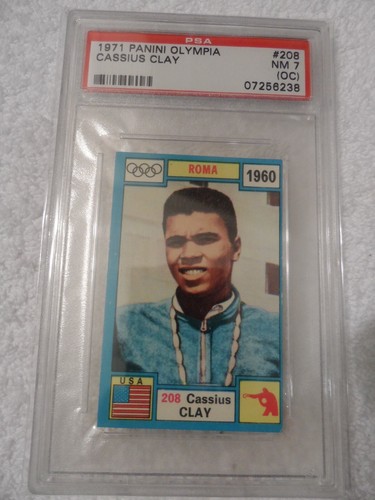 PSA
1971 PANINI OLYMPIA #208
CASSIUS CLAY NM 7
(OC)
07256238
ROMA 1960
USA
208 Cassius
CLAY